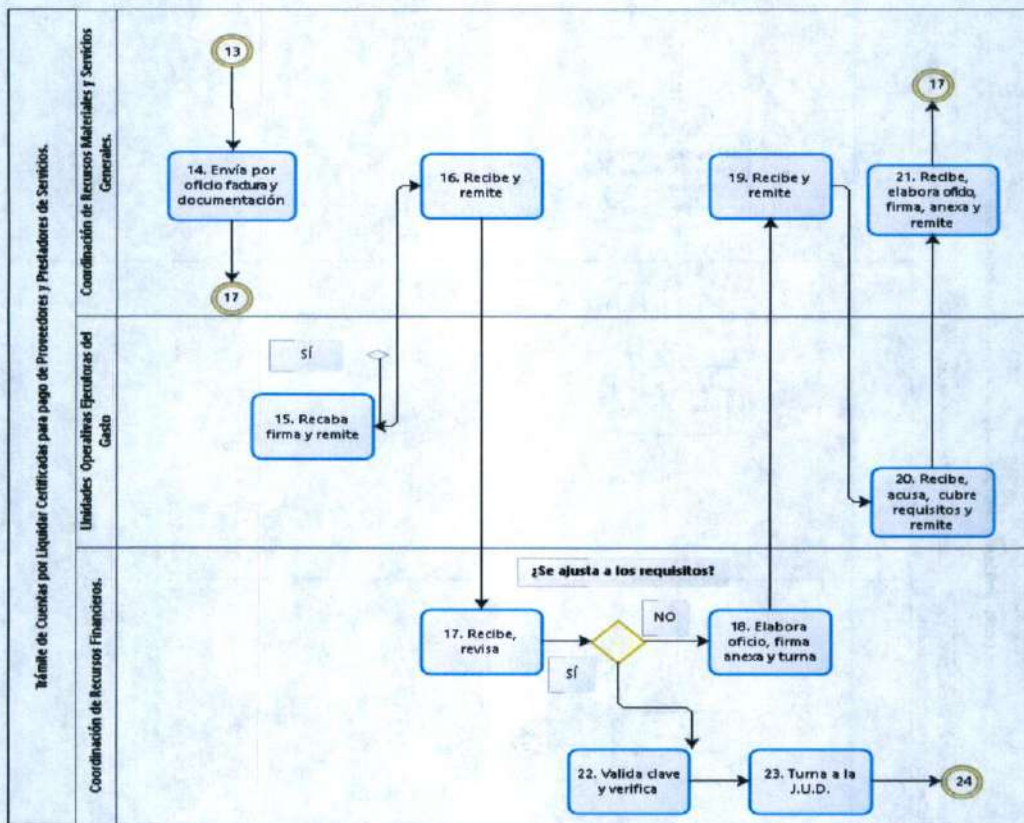 Trámite de Cuentas por Liquidar Certificadas para pago de Proveedores y Prestadores de Servicios.
Coordinación de Recursos Materiales y Servicios
Generales.
13
14. Envía por
oficio factura y
documentación
17
16. Recibe y
remite
19. Recibe y
remite
17
21. Recibe,
elabora oficio,
firma, anexa y
remite
Unidades Operativas Ejecutoras del
Gasto
SÍ
15. Recaba
firma y remite
20. Recibe,
acusa, cubre
requisitos y
remite
Coordinación de Recursos Financieros.
¿Se ajusta a los requisitos?
17. Recibe,
revisa
NO
SÍ
18. Elabora
oficio, firma
anexa y turna
22. Valida clave
y verifica
23. Turna a la
J.U.D.
24